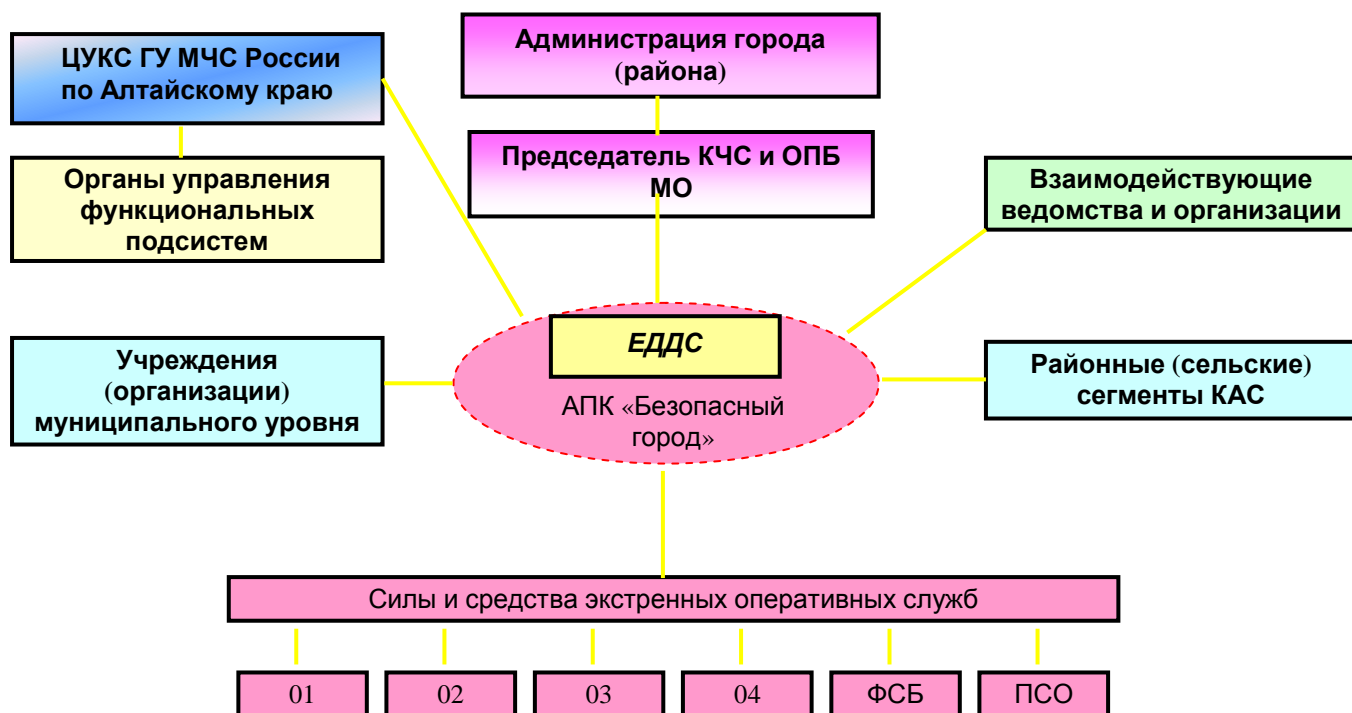 ЦУКС ГУ МЧС России
по Алтайскому краю
Администрация города
(района)
Председатель КЧС и ОПБ
МО
Органы управления
функциональных
подсистем
Взаимодействующие
ведомства и организации
ЕДДС
АПК «Безопасный
город»
Учреждения
(организации)
муниципального уровня
Районные (сельские)
сегменты КАС
Силы и средства экстренных оперативных служб
01
02
03
04
ФСБ
ПСО